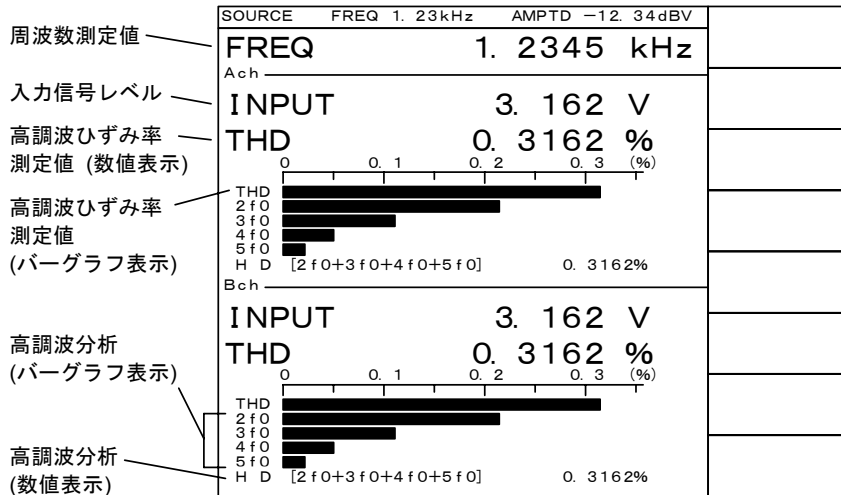 SOURCE FREQ 1. 23kHz AMPTD −12. 34dBV
周波数測定値
FREQ 1. 2345 kHz
Ach
入力信号レベル
INPUT 3. 162 V
高調波ひずみ率
測定値 (数値表示)
THD 0. 3162 %
0 0. 1 0. 2 0. 3 (%)
高調波ひずみ率
測定値
(バーグラフ表示)
THD
2f0
3f0
4f0
5f0
H D [2f0+3f0+4f0+5f0] 0. 3162%
Bch
INPUT 3. 162 V
THD 0. 3162 %
0 0. 1 0. 2 0. 3 (%)
高調波分析
(バーグラフ表示)
THD
2f0
3f0
4f0
5f0
高調波分析
(数値表示)
H D [2f0+3f0+4f0+5f0] 0. 3162%